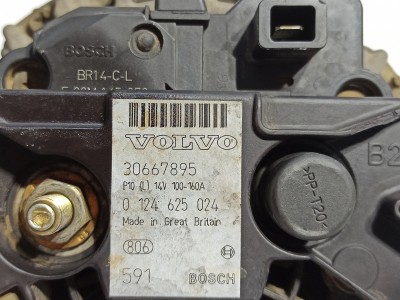 BOSCH
BR14-C-L
VOLVO
30667895
P10 (L) 14V 100-160A
0 124 625 024
Made in Great Britain
806
591
BOSCH
>PP-T20<
B2